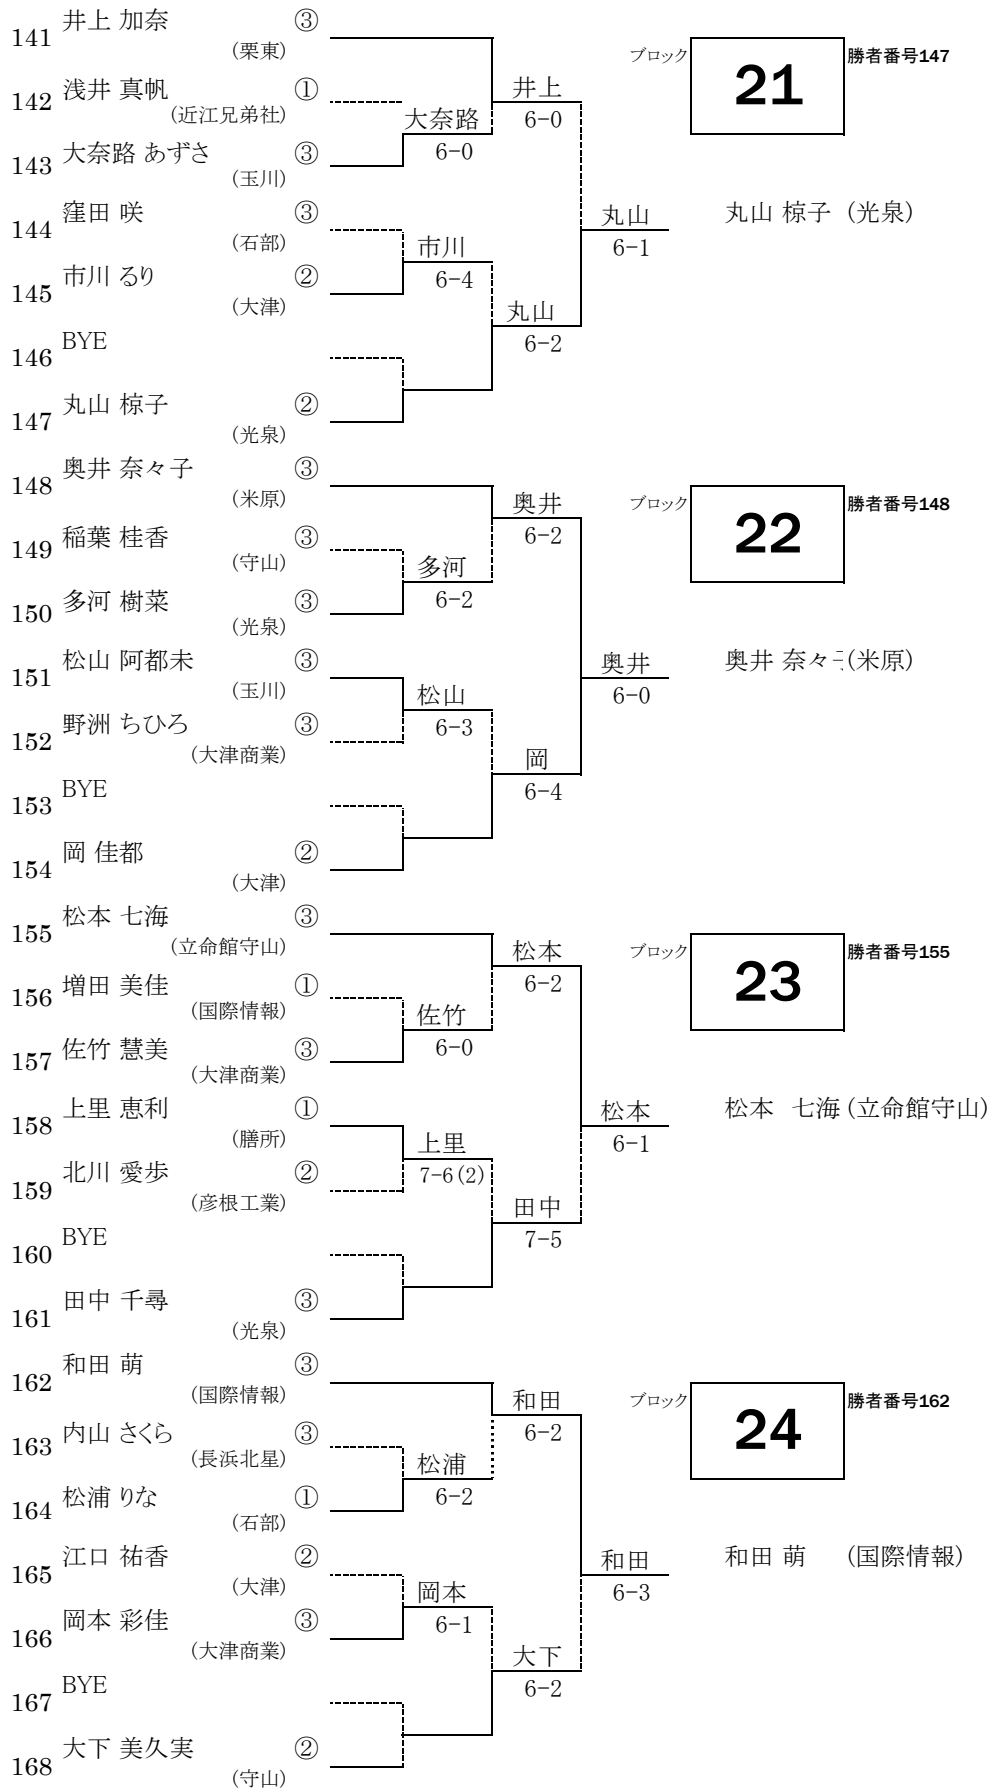 141 井上 加奈 ③
(栗東)
142 浅井 真帆 ①
(近江兄弟社)
143 大奈路 あずさ ③
(玉川)
144 窪田 咲 ③
(石部)
145 市川 るり ②
(大津)
146 BYE
147 丸山 椋子 ②
(光泉)
大奈路
6-0
市川
6-4
井上
6-0
丸山
6-2
丸山
6-1
ブロック 21 勝者番号147
丸山 椋子 (光泉)
148 奥井 奈々子 ③
(米原)
149 稲葉 桂香 ③
(守山)
150 多河 樹菜 ③
(光泉)
151 松山 阿都未 ③
(玉川)
152 野洲 ちひろ ③
(大津商業)
153 BYE
154 岡 佳都 ②
(大津)
多河
6-2
松山
6-3
奥井
6-2
岡
6-4
奥井
6-0
ブロック 22 勝者番号148
奥井 奈々 (米原)
155 松本 七海 ③
(立命館守山)
156 増田 美佳 ①
(国際情報)
157 佐竹 慧美 ③
(大津商業)
158 上里 恵利 ①
(膳所)
159 北川 愛歩 ②
(彦根工業)
160 BYE
161 田中 千尋 ③
(光泉)
佐竹
6-0
上里
7-6(2)
松本
6-2
田中
7-5
松本
6-1
ブロック 23 勝者番号155
松本 七海 (立命館守山)
162 和田 萌 ③
(国際情報)
163 内山 さくら ③
(長浜北星)
164 松浦 りな ①
(石部)
165 江口 祐香 ②
(大津)
166 岡本 彩佳 ③
(大津商業)
167 BYE
168 大下 美久実 ②
(守山)
松浦
6-2
岡本
6-1
和田
6-2
大下
6-2
和田
6-3
ブロック 24 勝者番号162
和田 萌 (国際情報)